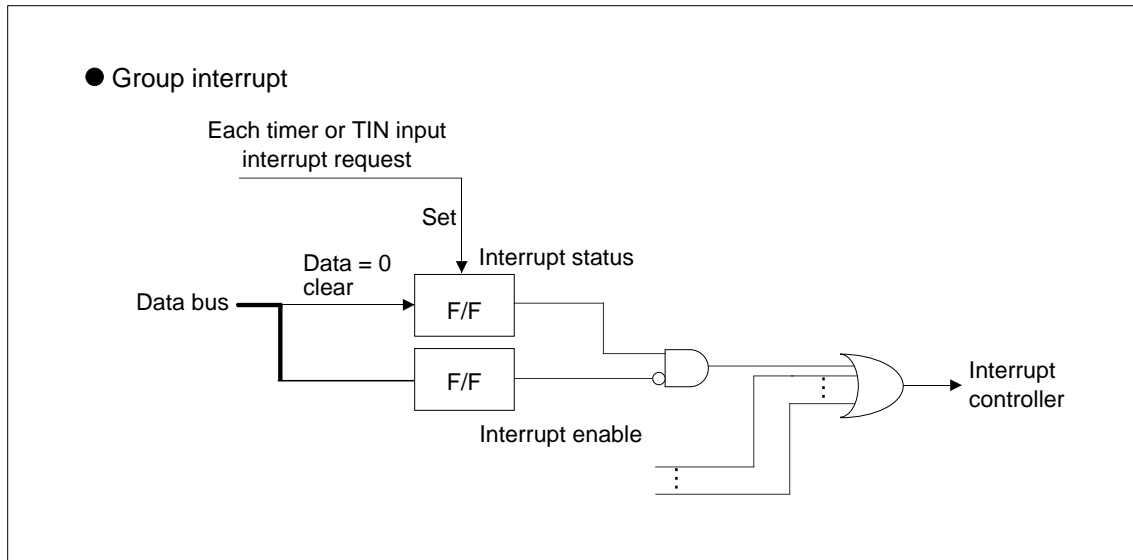 ● Group interrupt
Each timer or TIN input
interrupt request
Set
Interrupt status
Data = 0
clear
Data bus
F/F
F/F
Interrupt enable
Interrupt
controller